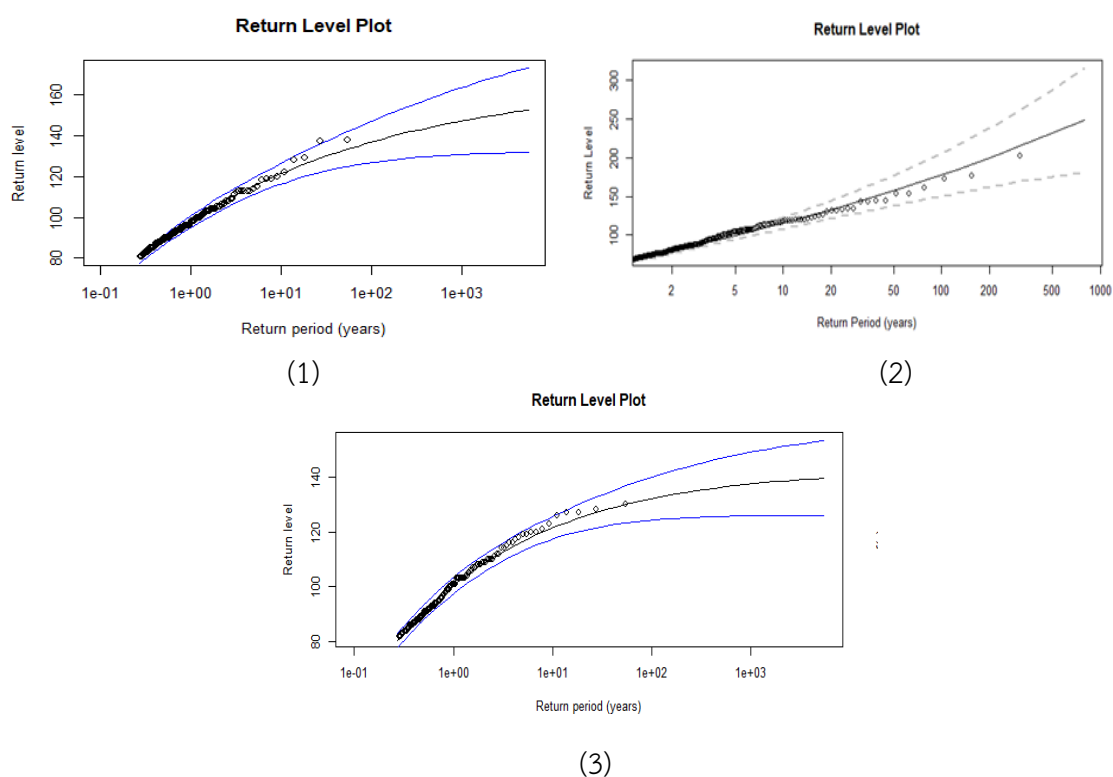 Return Level Plot
Return level
160
140
120
100
80
1e-01 1e+00 1e+01 1e+02 1e+03
Return period (years)
(1)
Return Level Plot
Return Level
300
250
200
150
100
2 5 10 20 50 100 200 500 1000
Return Period (years)
(2)
Return Level Plot
Return level
140
120
100
80
1e-01 1e+00 1e+01 1e+02 1e+03
Return period (years)
(3)